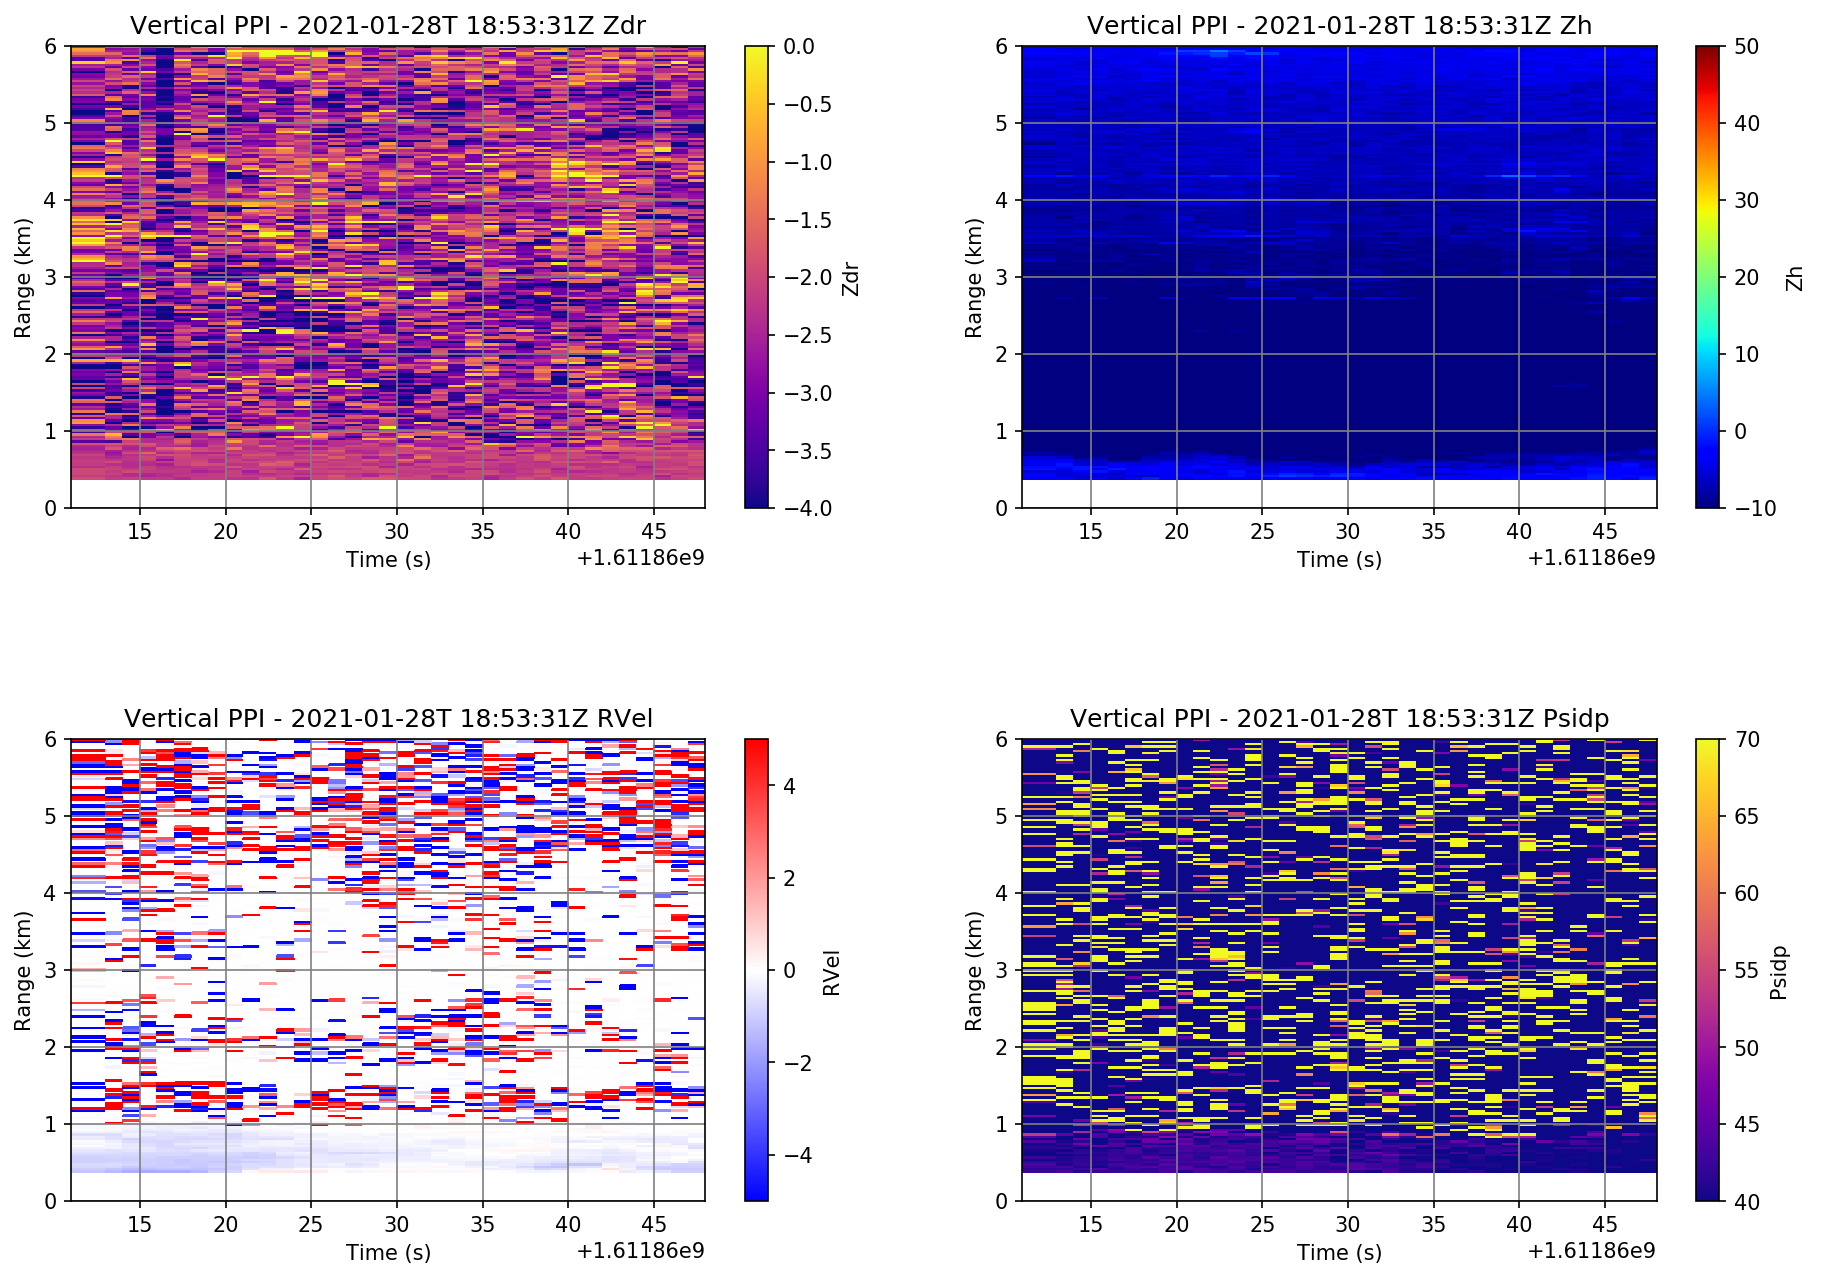 Vertical PPI - 2021-01-28T 18:53:31Z Zdr
6
5
4
3
2
1
0
Range (km)
15 20 25 30 35 40 45
Time (s)
+1.61186e9
0.0
−0.5
−1.0
−1.5
−2.0
−2.5
−3.0
−3.5
−4.0
Zdr
Vertical PPI - 2021-01-28T 18:53:31Z Zh
6
5
4
3
2
1
0
Range (km)
15 20 25 30 35 40 45
Time (s)
+1.61186e9
50
40
30
20
10
0
−10
Zh
Vertical PPI - 2021-01-28T 18:53:31Z RVel
6
5
4
3
2
1
0
Range (km)
15 20 25 30 35 40 45
Time (s)
+1.61186e9
4
2
0
−2
−4
RVel
Vertical PPI - 2021-01-28T 18:53:31Z Psidp
6
5
4
3
2
1
0
Range (km)
15 20 25 30 35 40 45
Time (s)
+1.61186e9
70
65
60
55
50
45
40
Psidp